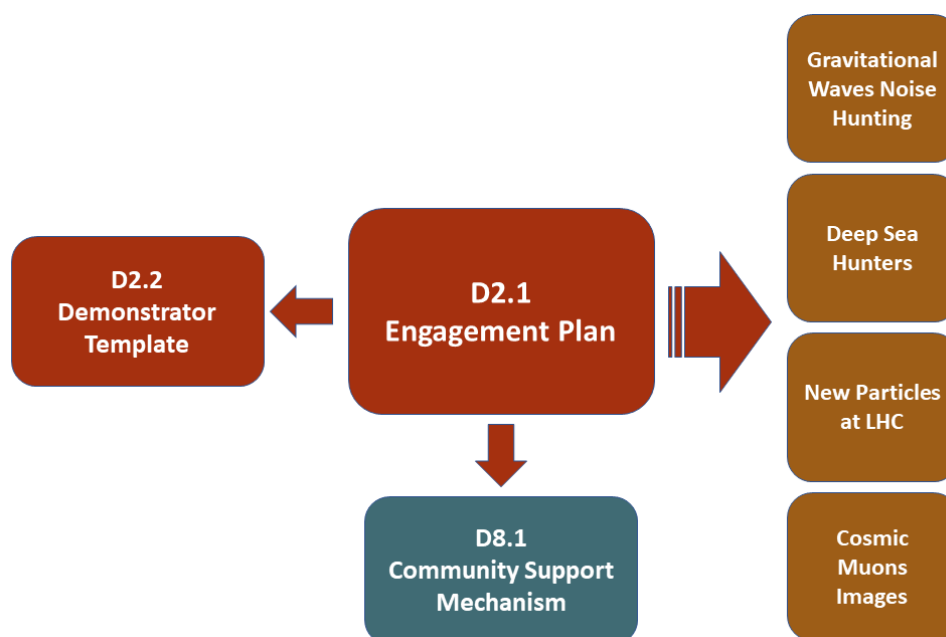 D2.2
Demonstrator
Template
D2.1
Engagement Plan
D8.1
Community Support
Mechanism
Gravitational
Waves Noise
Hunting
Deep Sea
Hunters
New Particles
at LHC
Cosmic
Muons
Images